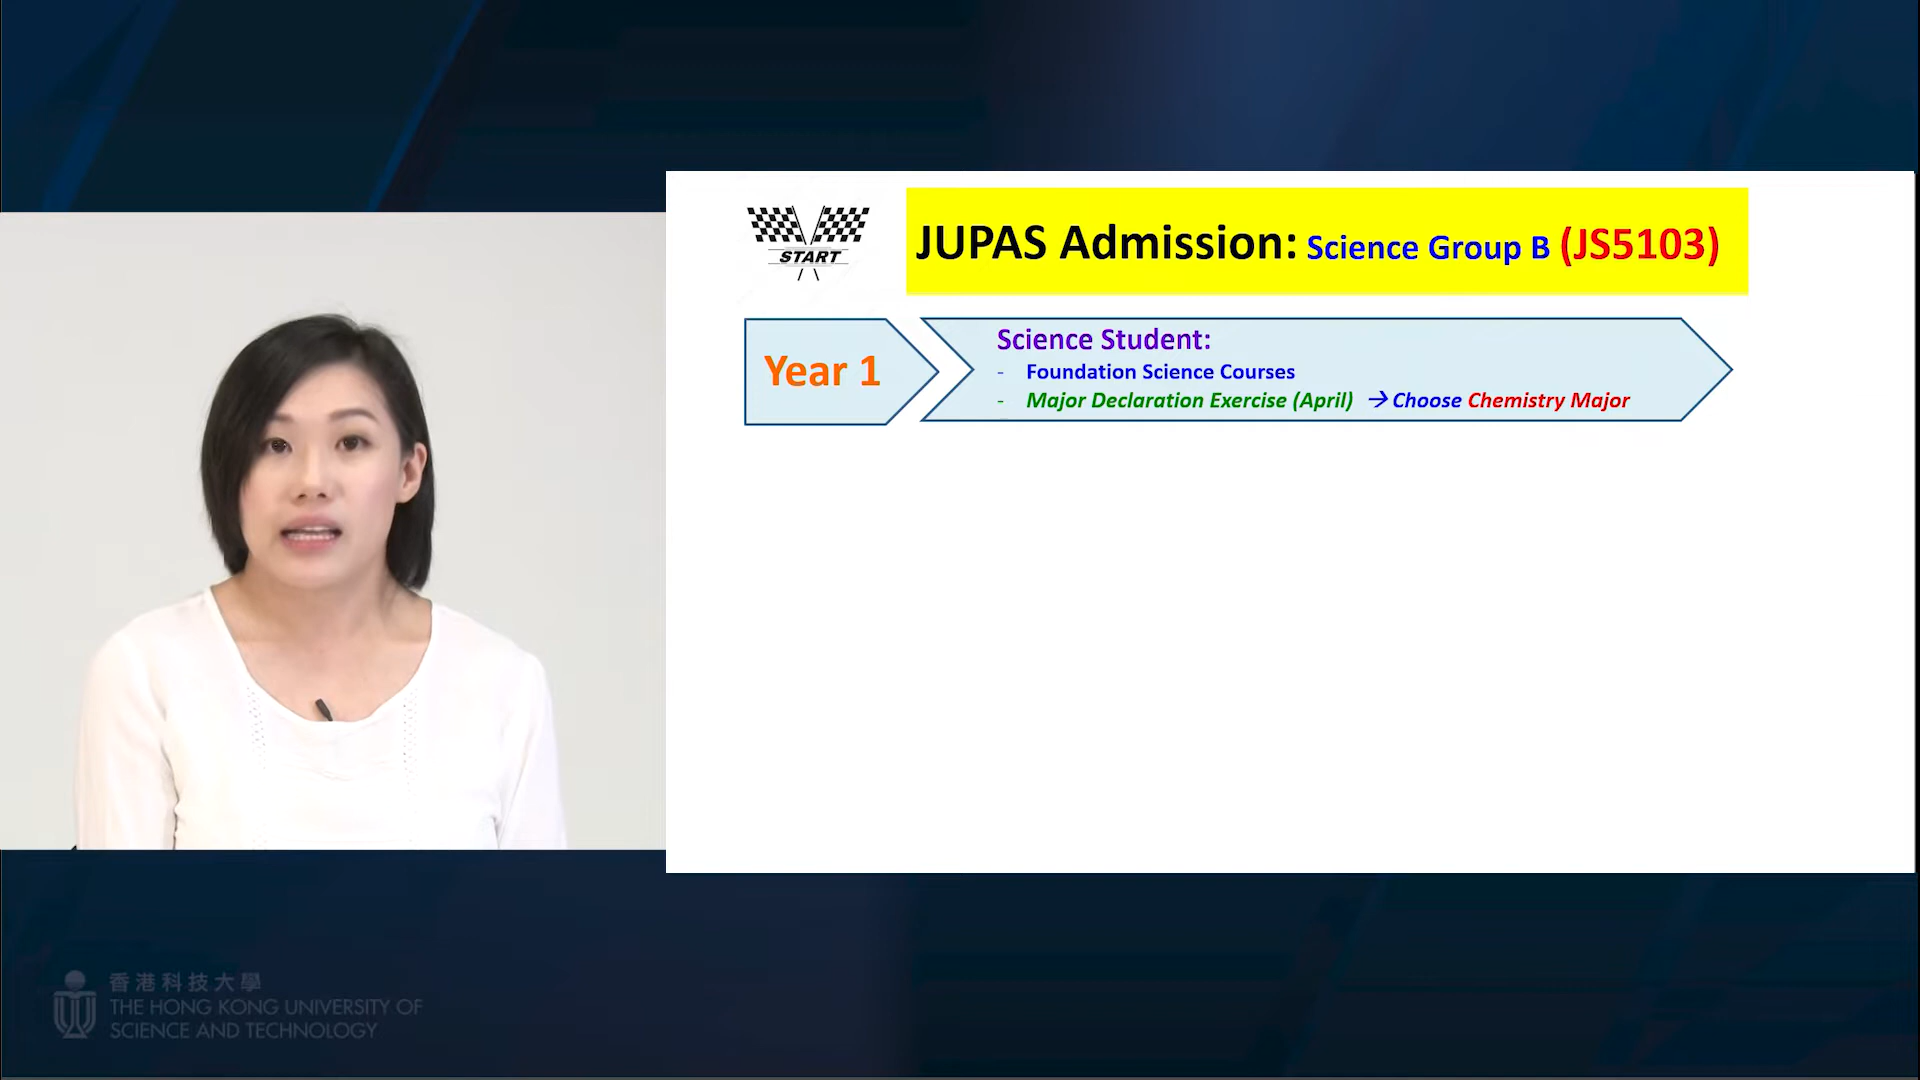 START
JUPAS Admission: Science Group B (JS5103)
Year 1
Science Student:
- Foundation Science Courses
- Major Declaration Exercise (April) → Choose Chemistry Major
香港科技大學
THE HONG KONG UNIVERSITY OF
SCIENCE AND TECHNOLOGY